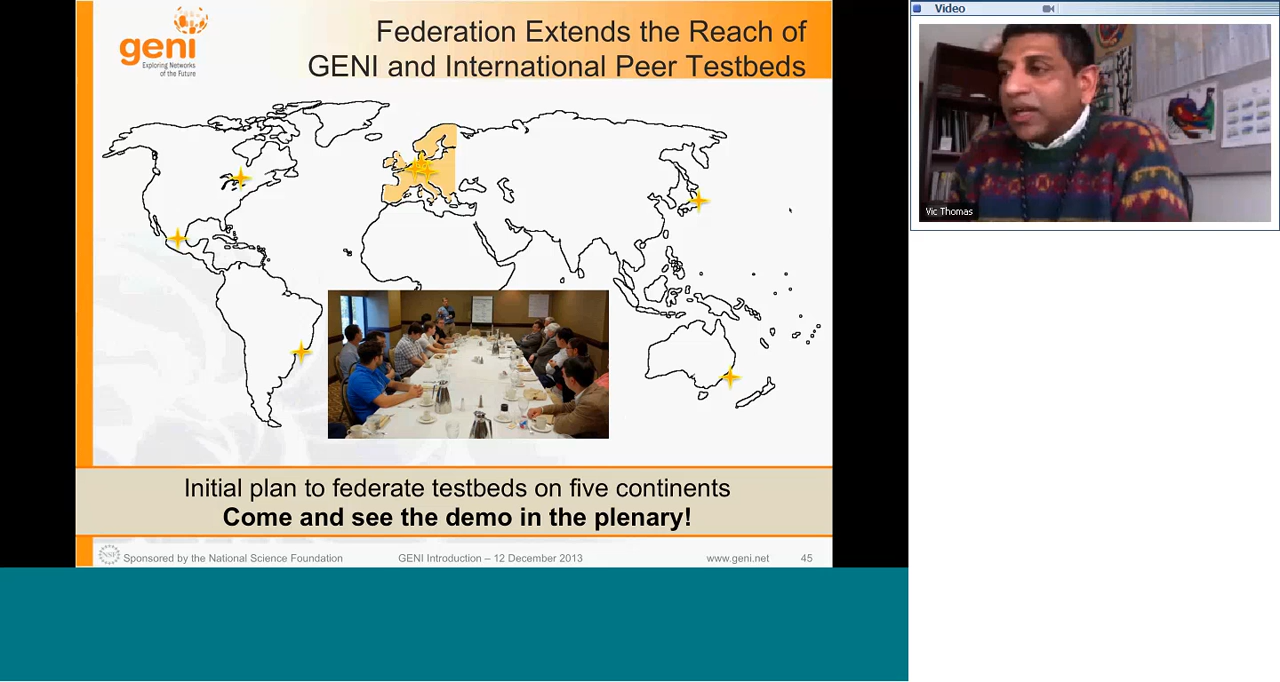 geni
Exploring Networks
of the Future
Federation Extends the Reach of
GENI and International Peer Testbeds
Initial plan to federate testbeds on five continents
Come and see the demo in the plenary!
NSF
Sponsored by the National Science Foundation
GENI Introduction – 12 December 2013
www.geni.net
45
Video
Vic Thomas